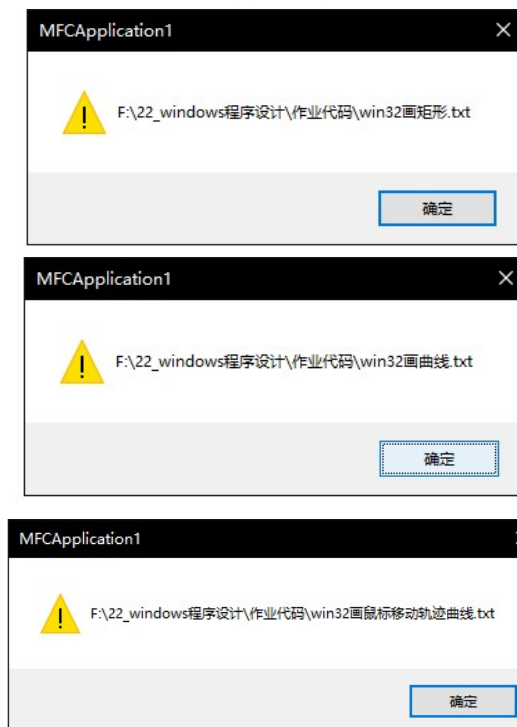 MFCApplication1
F:\22_windows程序设计\作业代码\win32画矩形.txt
确定
MFCApplication1
F:\22_windows程序设计\作业代码\win32画曲线.txt
确定
MFCApplication1
F:\22_windows程序设计\作业代码\win32画鼠标移动轨迹曲线.txt
确定